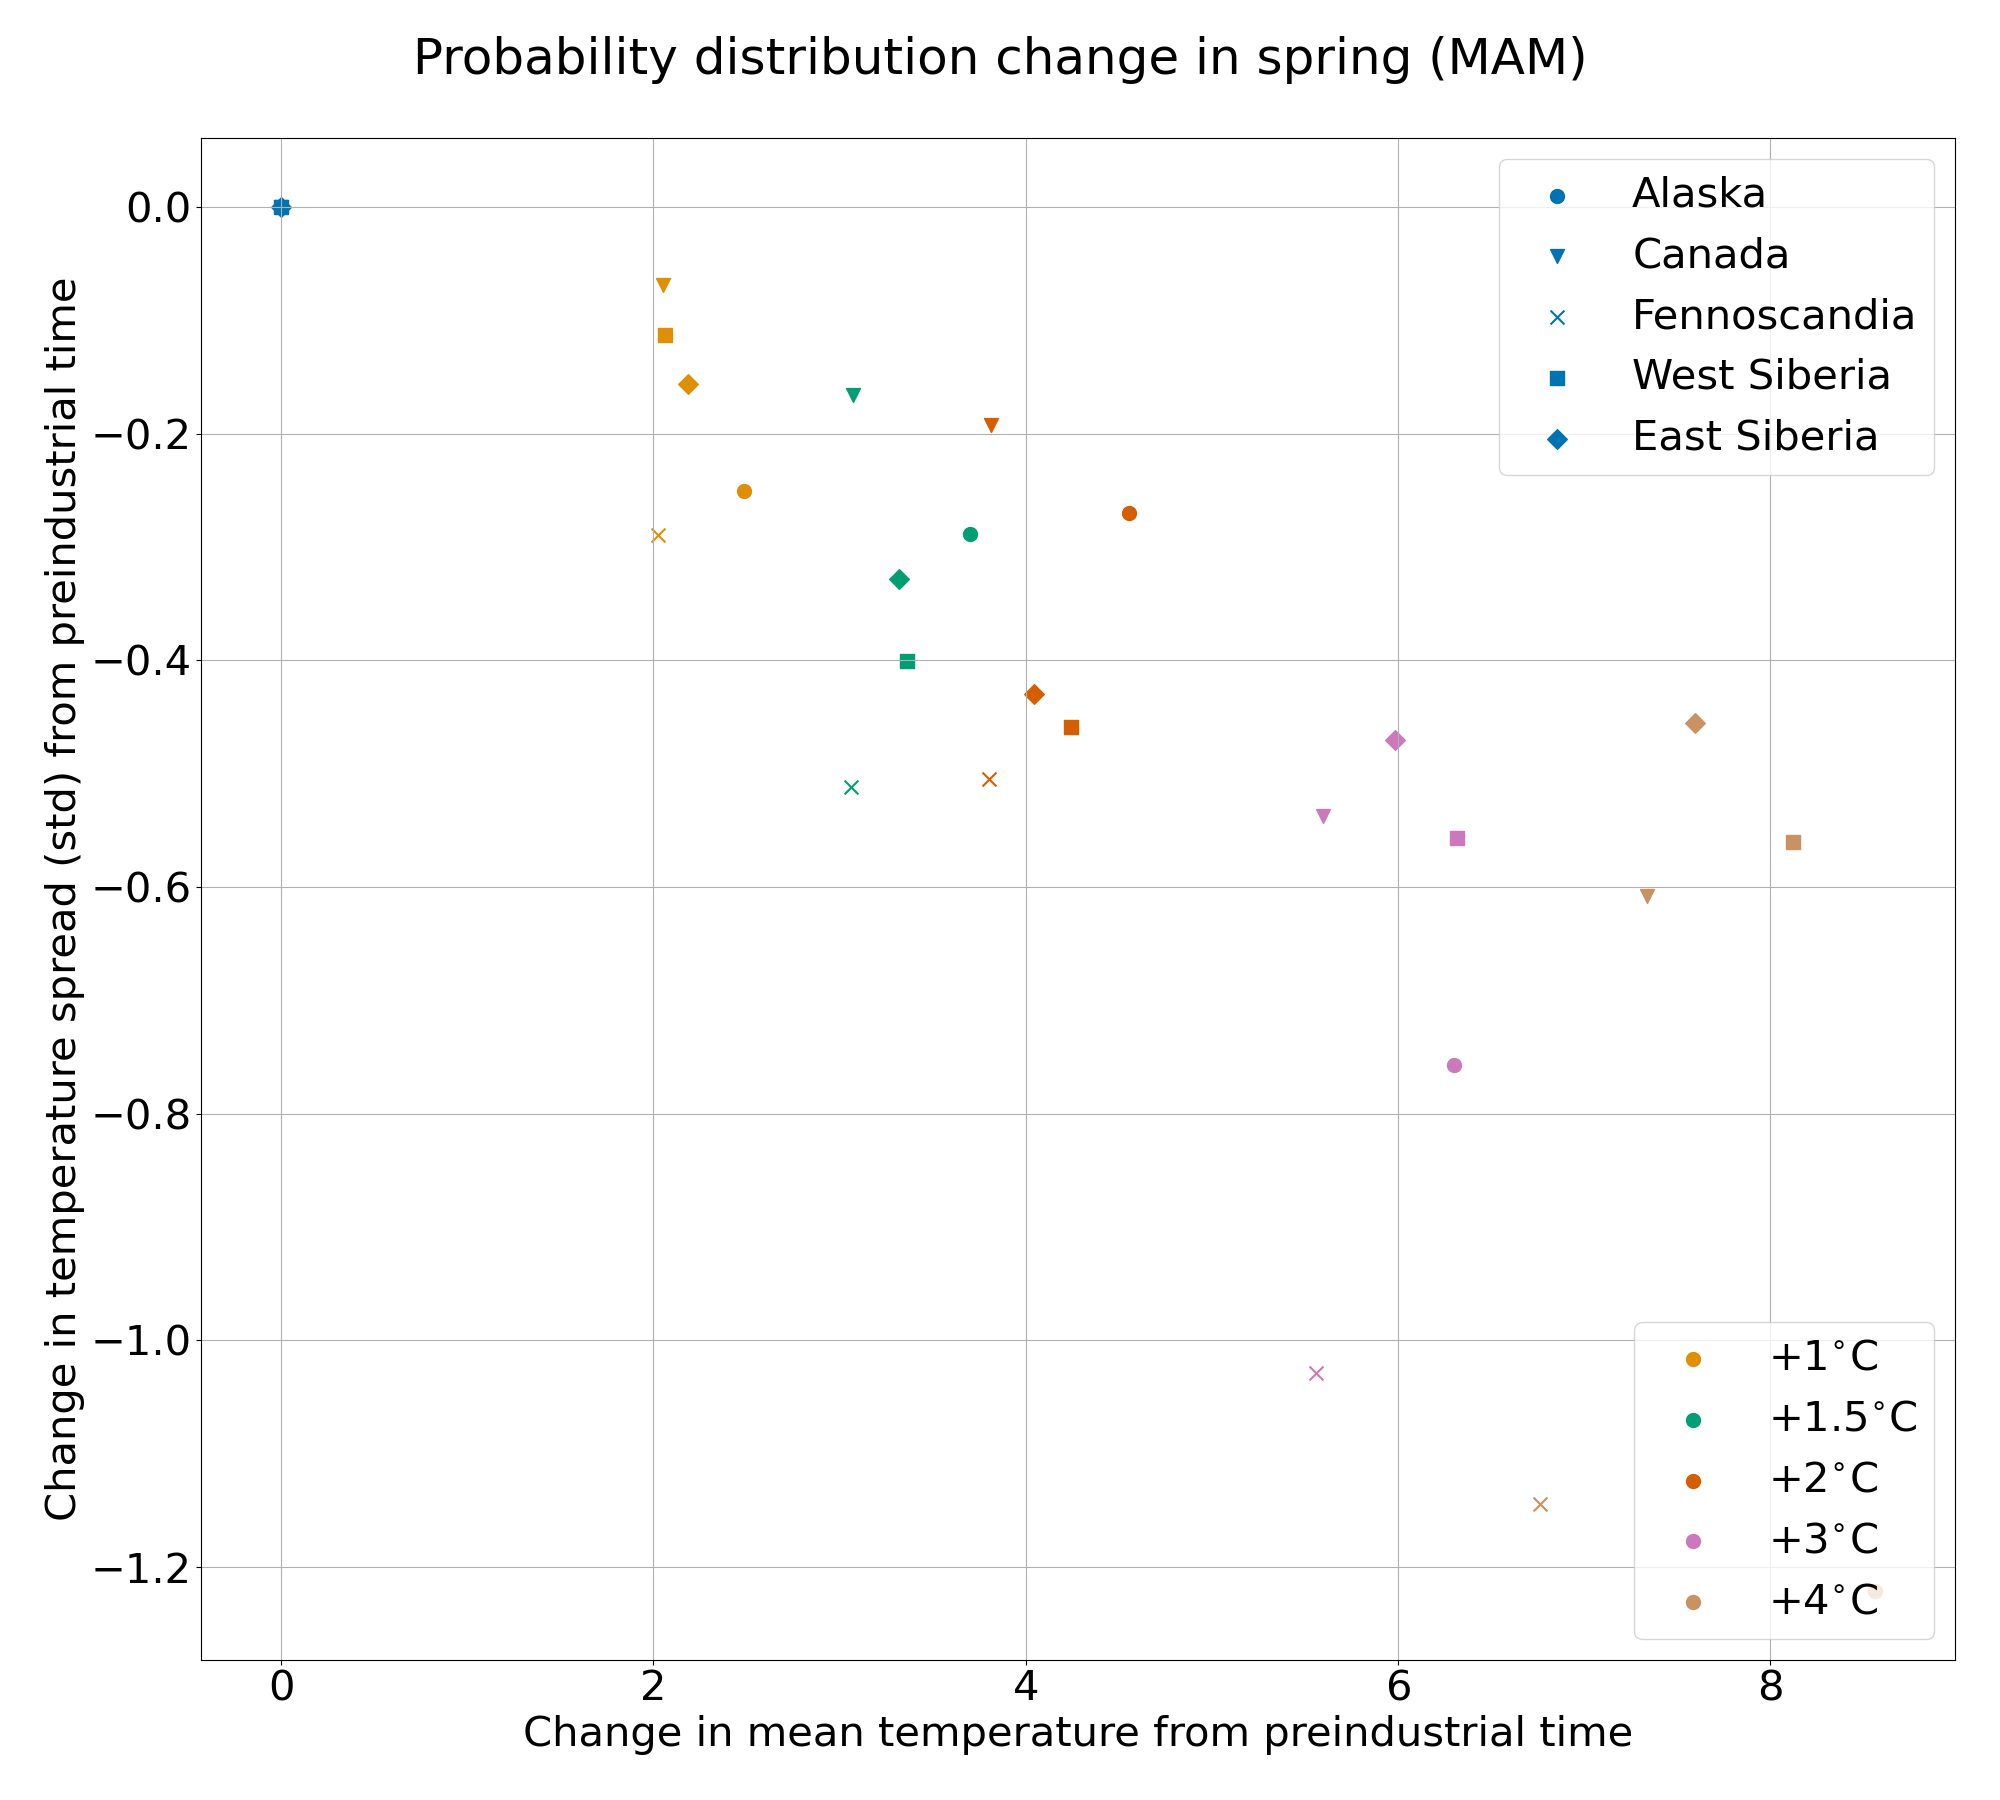 Probability distribution change in spring (MAM)
Change in temperature spread (std) from preindustrial time
0.0
−0.2
−0.4
−0.6
−0.8
−1.0
−1.2
Alaska
Canada
Fennoscandia
West Siberia
East Siberia
+1°C
+1.5°C
+2°C
+3°C
+4°C
0 2 4 6 8
Change in mean temperature from preindustrial time